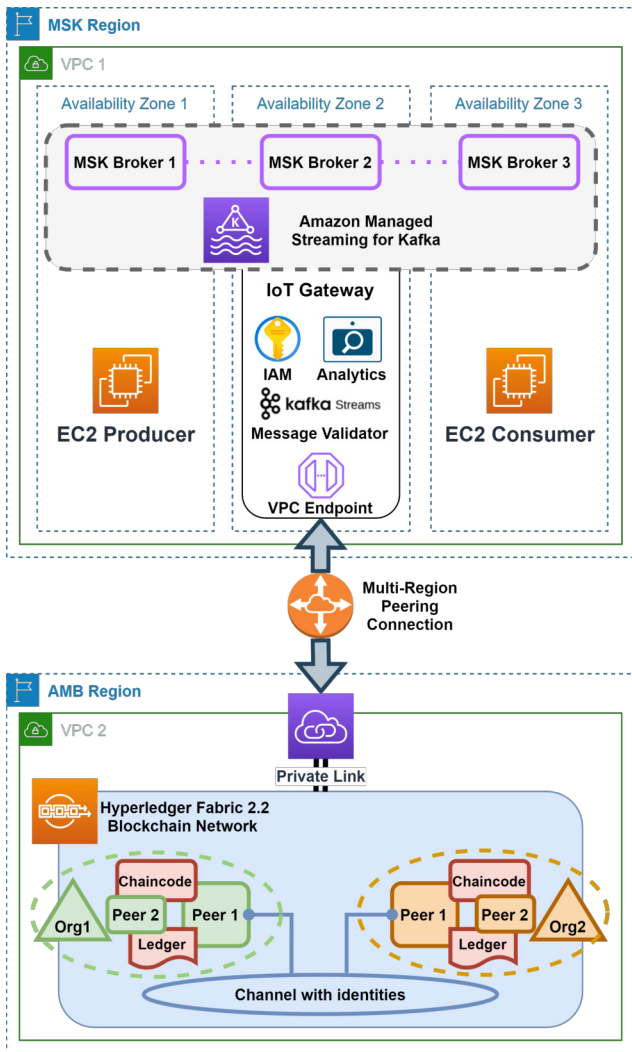 MSK Region
VPC 1
Availability Zone 1
Availability Zone 2
Availability Zone 3
MSK Broker 1
MSK Broker 2
MSK Broker 3
K
Amazon Managed
Streaming for Kafka
IoT Gateway
IAM
Analytics
kafka Streams
Message Validator
EC2 Producer
EC2 Consumer
VPC Endpoint
Multi-Region
Peering
Connection
AMB Region
VPC 2
Private Link
Hyperledger Fabric 2.2
Blockchain Network
Chaincode
Org1
Peer 2
Peer 1
Ledger
Chaincode
Peer 1
Peer 2
Org2
Ledger
Channel with identities